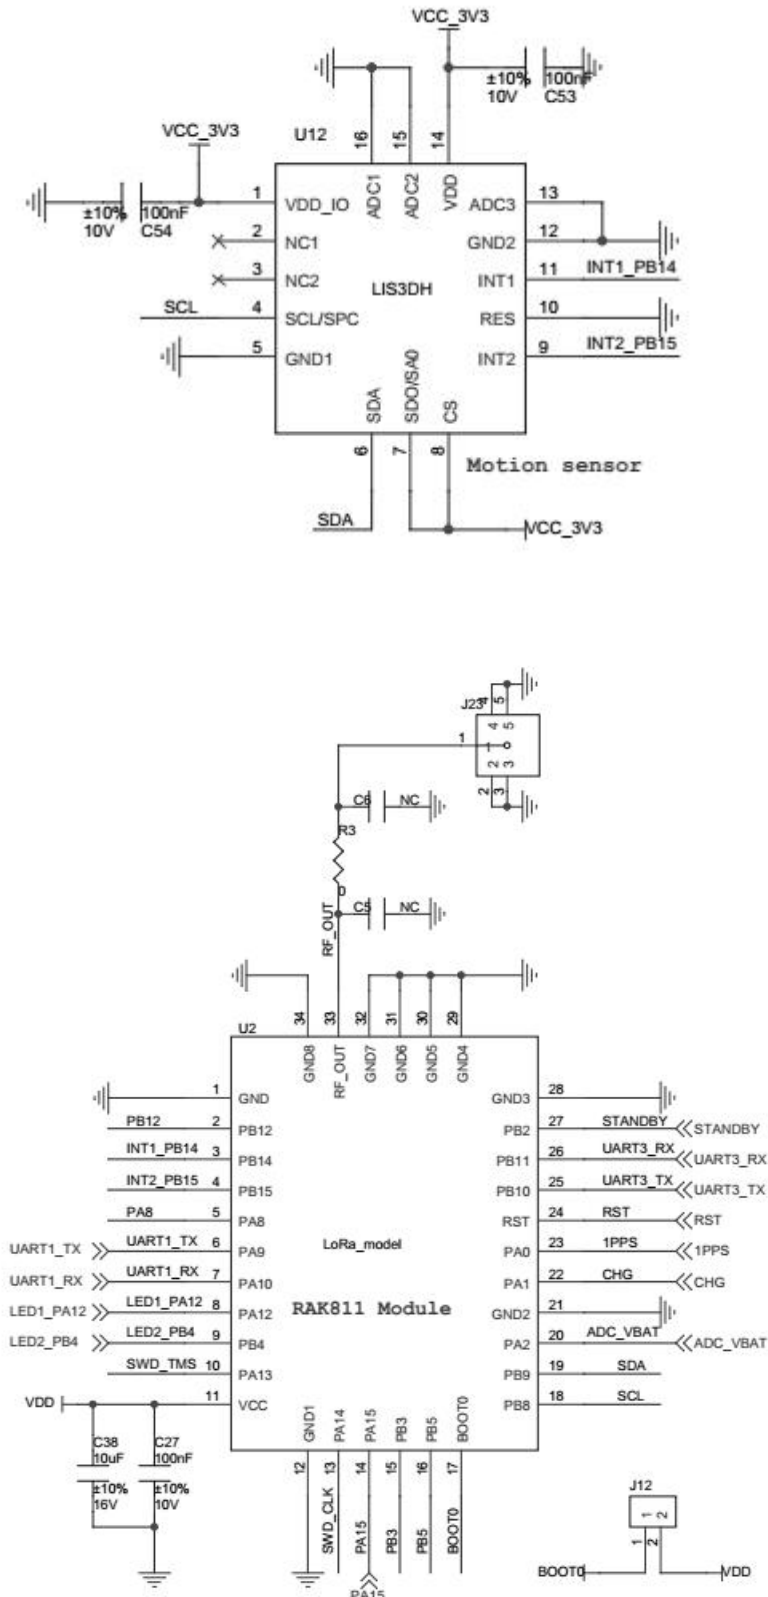 VCC_3V3
±10% 100nF
10V C53
U12
16 15 14
VCC_3V3
ADC1 ADC2 VDD
1 VDD_IO ADC3 13
±10% 100nF
10V C54
2 NC1 GND2 12
3 NC2 LIS3DH INT1 11 INT1_PB14
SCL 4 SCL/SPC RES 10
5 GND1 INT2 9 INT2_PB15
SDA SDO/SA0 CS
6 7 8
Motion sensor
SDA VCC_3V3
J23 4 5
4 5
1 1
2 3
2 3
C6 NC
R3
0
C5 NC
RF_OUT
34 33 32 31 30 29
U2
GND8 RF_OUT GND7 GND6 GND5 GND4
1 GND GND3 28
PB12 2 PB12 PB2 27 STANDBY STANDBY
INT1_PB14 3 PB14 PB11 26 UART3_RX UART3_RX
INT2_PB15 4 PB15 PB10 25 UART3_TX UART3_TX
PA8 5 PA8 RST 24 RST RST
UART1_TX UART1_TX 6 PA9 LoRa_model PA0 23 1PPS 1PPS
UART1_RX UART1_RX 7 PA10 PA1 22 CHG CHG
LED1_PA12 LED1_PA12 8 PA12 RAK811 Module GND2 21
LED2_PB4 LED2_PB4 9 PB4 PA2 20 ADC_VBAT ADC_VBAT
SWD_TMS 10 PA13 PB9 19 SDA
VDD 11 VCC PB8 18 SCL
GND1 PA14 PA15 PB3 PB5 BOOT0
C38 C27
10uF 100nF
±10% ±10%
16V 10V
12 13 14 15 16 17
SWD_CLK PA15 PB3 PB5 BOOT0
PA15
J12
1 2
1 2
BOOT0 VDD